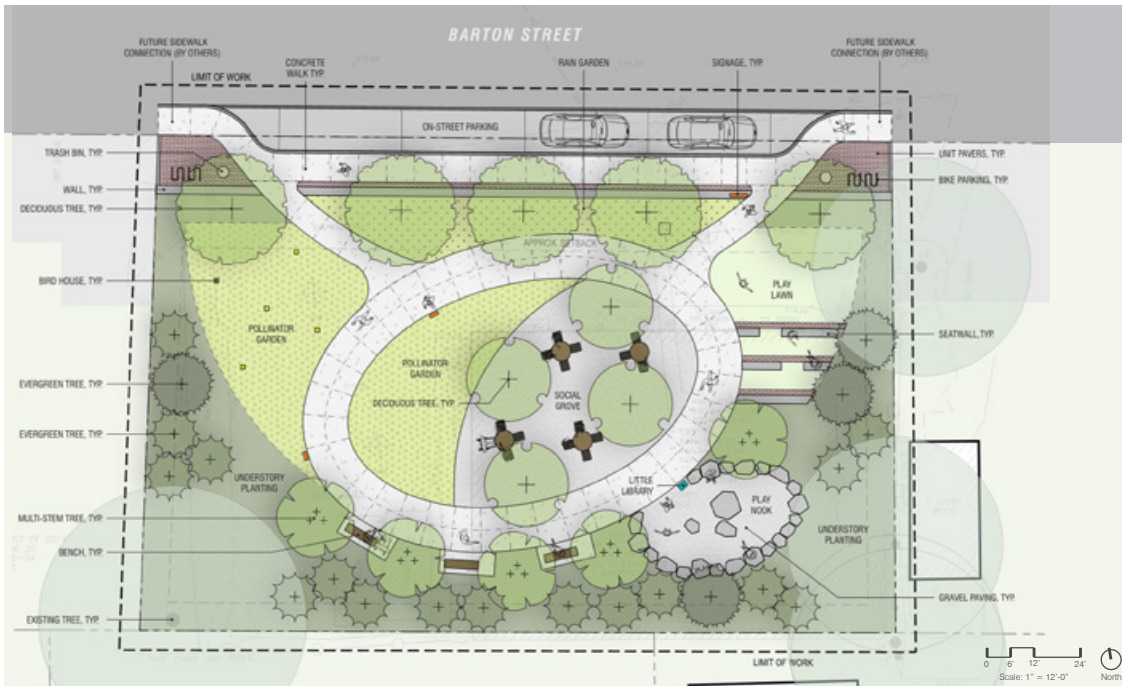 BARTON STREET
FUTURE SIDEWALK
CONNECTION (BY OTHERS)
LIMIT OF WORK
CONCRETE
WALK TYP.
RAIN GARDEN
SIGNAGE, TYP.
FUTURE SIDEWALK
CONNECTION (BY OTHERS)
ON-STREET PARKING
TRASH BIN, TYP.
WALL, TYP.
DECIDUOUS TREE, TYP.
UNIT PAVERS, TYP.
BIKE PARKING, TYP.
APPROX. SETBACK
BIRD HOUSE, TYP.
PLAY
LAWN
POLLINATOR
GARDEN
SEATWALL, TYP.
POLLINATOR
GARDEN
EVERGREEN TREE, TYP.
DECIDUOUS TREE, TYP.
SOCIAL
GROVE
EVERGREEN TREE, TYP.
UNDERSTORY
PLANTING
LITTLE
LIBRARY
PLAY
NOOK
MULTI-STEM TREE, TYP.
UNDERSTORY
PLANTING
BENCH, TYP.
GRAVEL PAVING, TYP.
EXISTING TREE, TYP.
LIMIT OF WORK
0 6' 12' 24'
Scale: 1" = 12'-0"
North